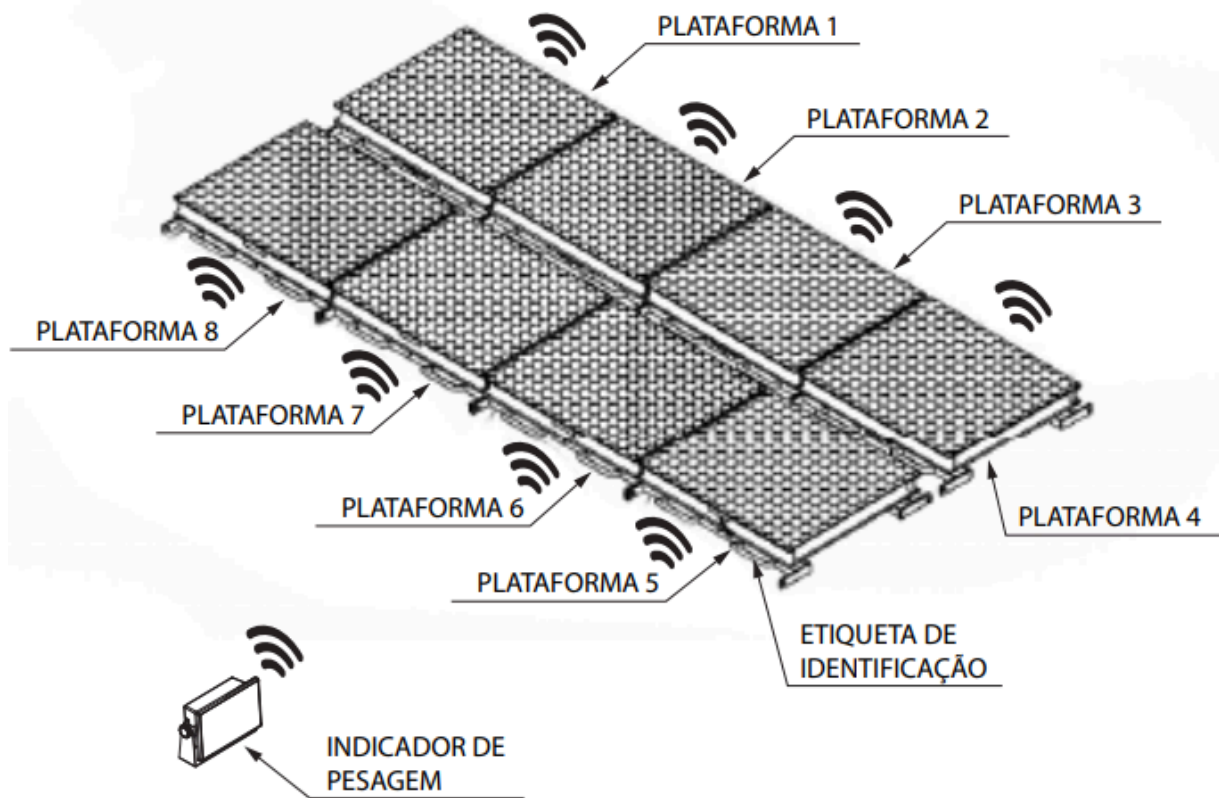 PLATAFORMA 1
PLATAFORMA 2
PLATAFORMA 3
PLATAFORMA 8
PLATAFORMA 7
PLATAFORMA 6
PLATAFORMA 4
PLATAFORMA 5
ETIQUETA DE
IDENTIFICAÇÃO
INDICADOR DE
PESAGEM